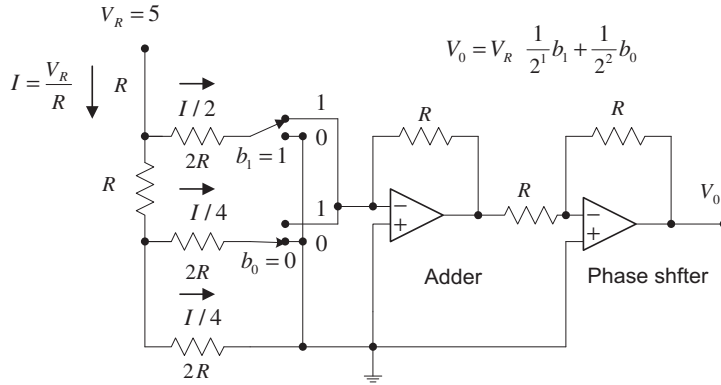 V_R = 5
V_0 = V_R 1/2^1 b_1 + 1/2^2 b_0
I = V_R/R
R
I / 2
2R
b_1 = 1
1
0
R
R
R
I / 4
2R
b_0 = 0
1
0
R
−
+
−
+
V_0
Adder
Phase shfter
I / 4
2R